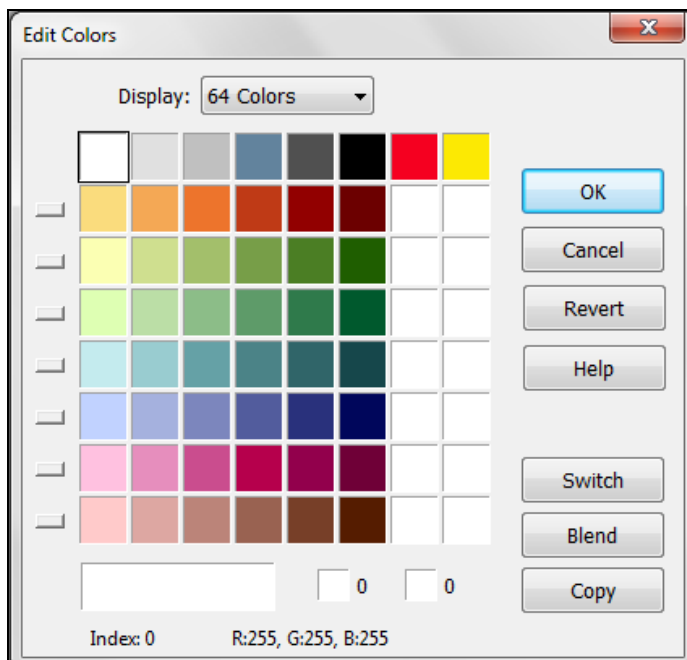 Edit Colors
Display: 64 Colors
OK
Cancel
Revert
Help
Switch
Blend
0 0 Copy
Index: 0 R:255, G:255, B:255